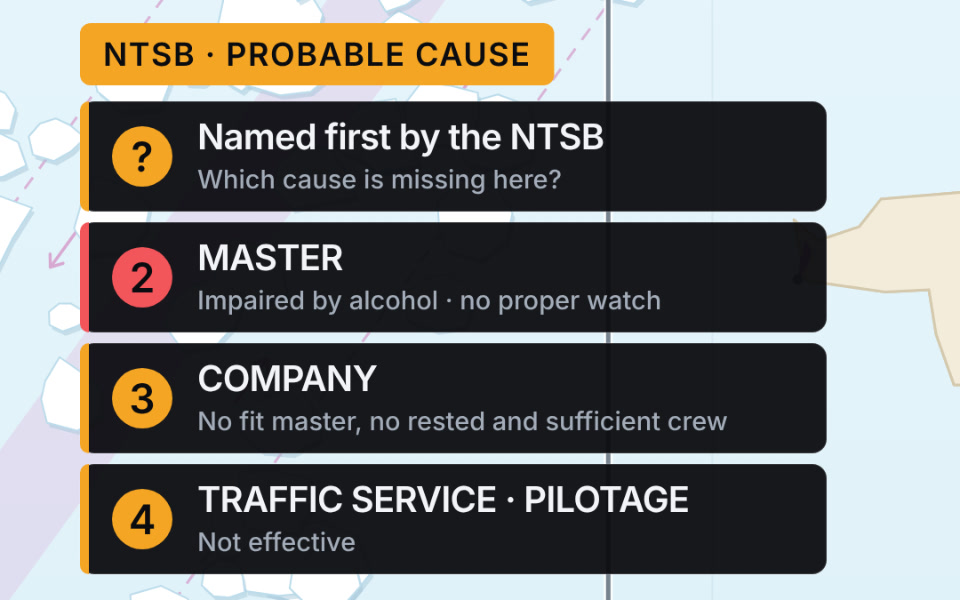 NTSB · PROBABLE CAUSE
?
Named first by the NTSB
Which cause is missing here?
2
MASTER
Impaired by alcohol · no proper watch
3
COMPANY
No fit master, no rested and sufficient crew
4
TRAFFIC SERVICE · PILOTAGE
Not effective